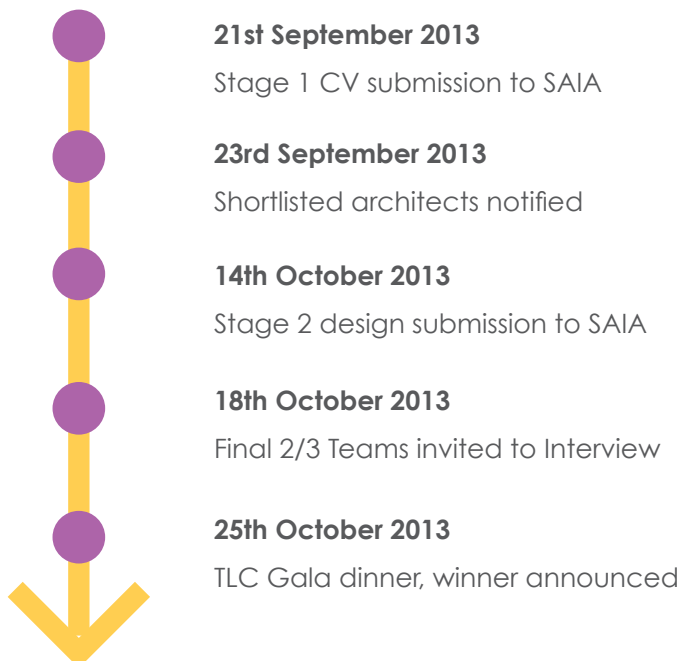 21st September 2013
Stage 1 CV submission to SAIA
23rd September 2013
Shortlisted architects notified
14th October 2013
Stage 2 design submission to SAIA
18th October 2013
Final 2/3 Teams invited to Interview
25th October 2013
TLC Gala dinner, winner announced